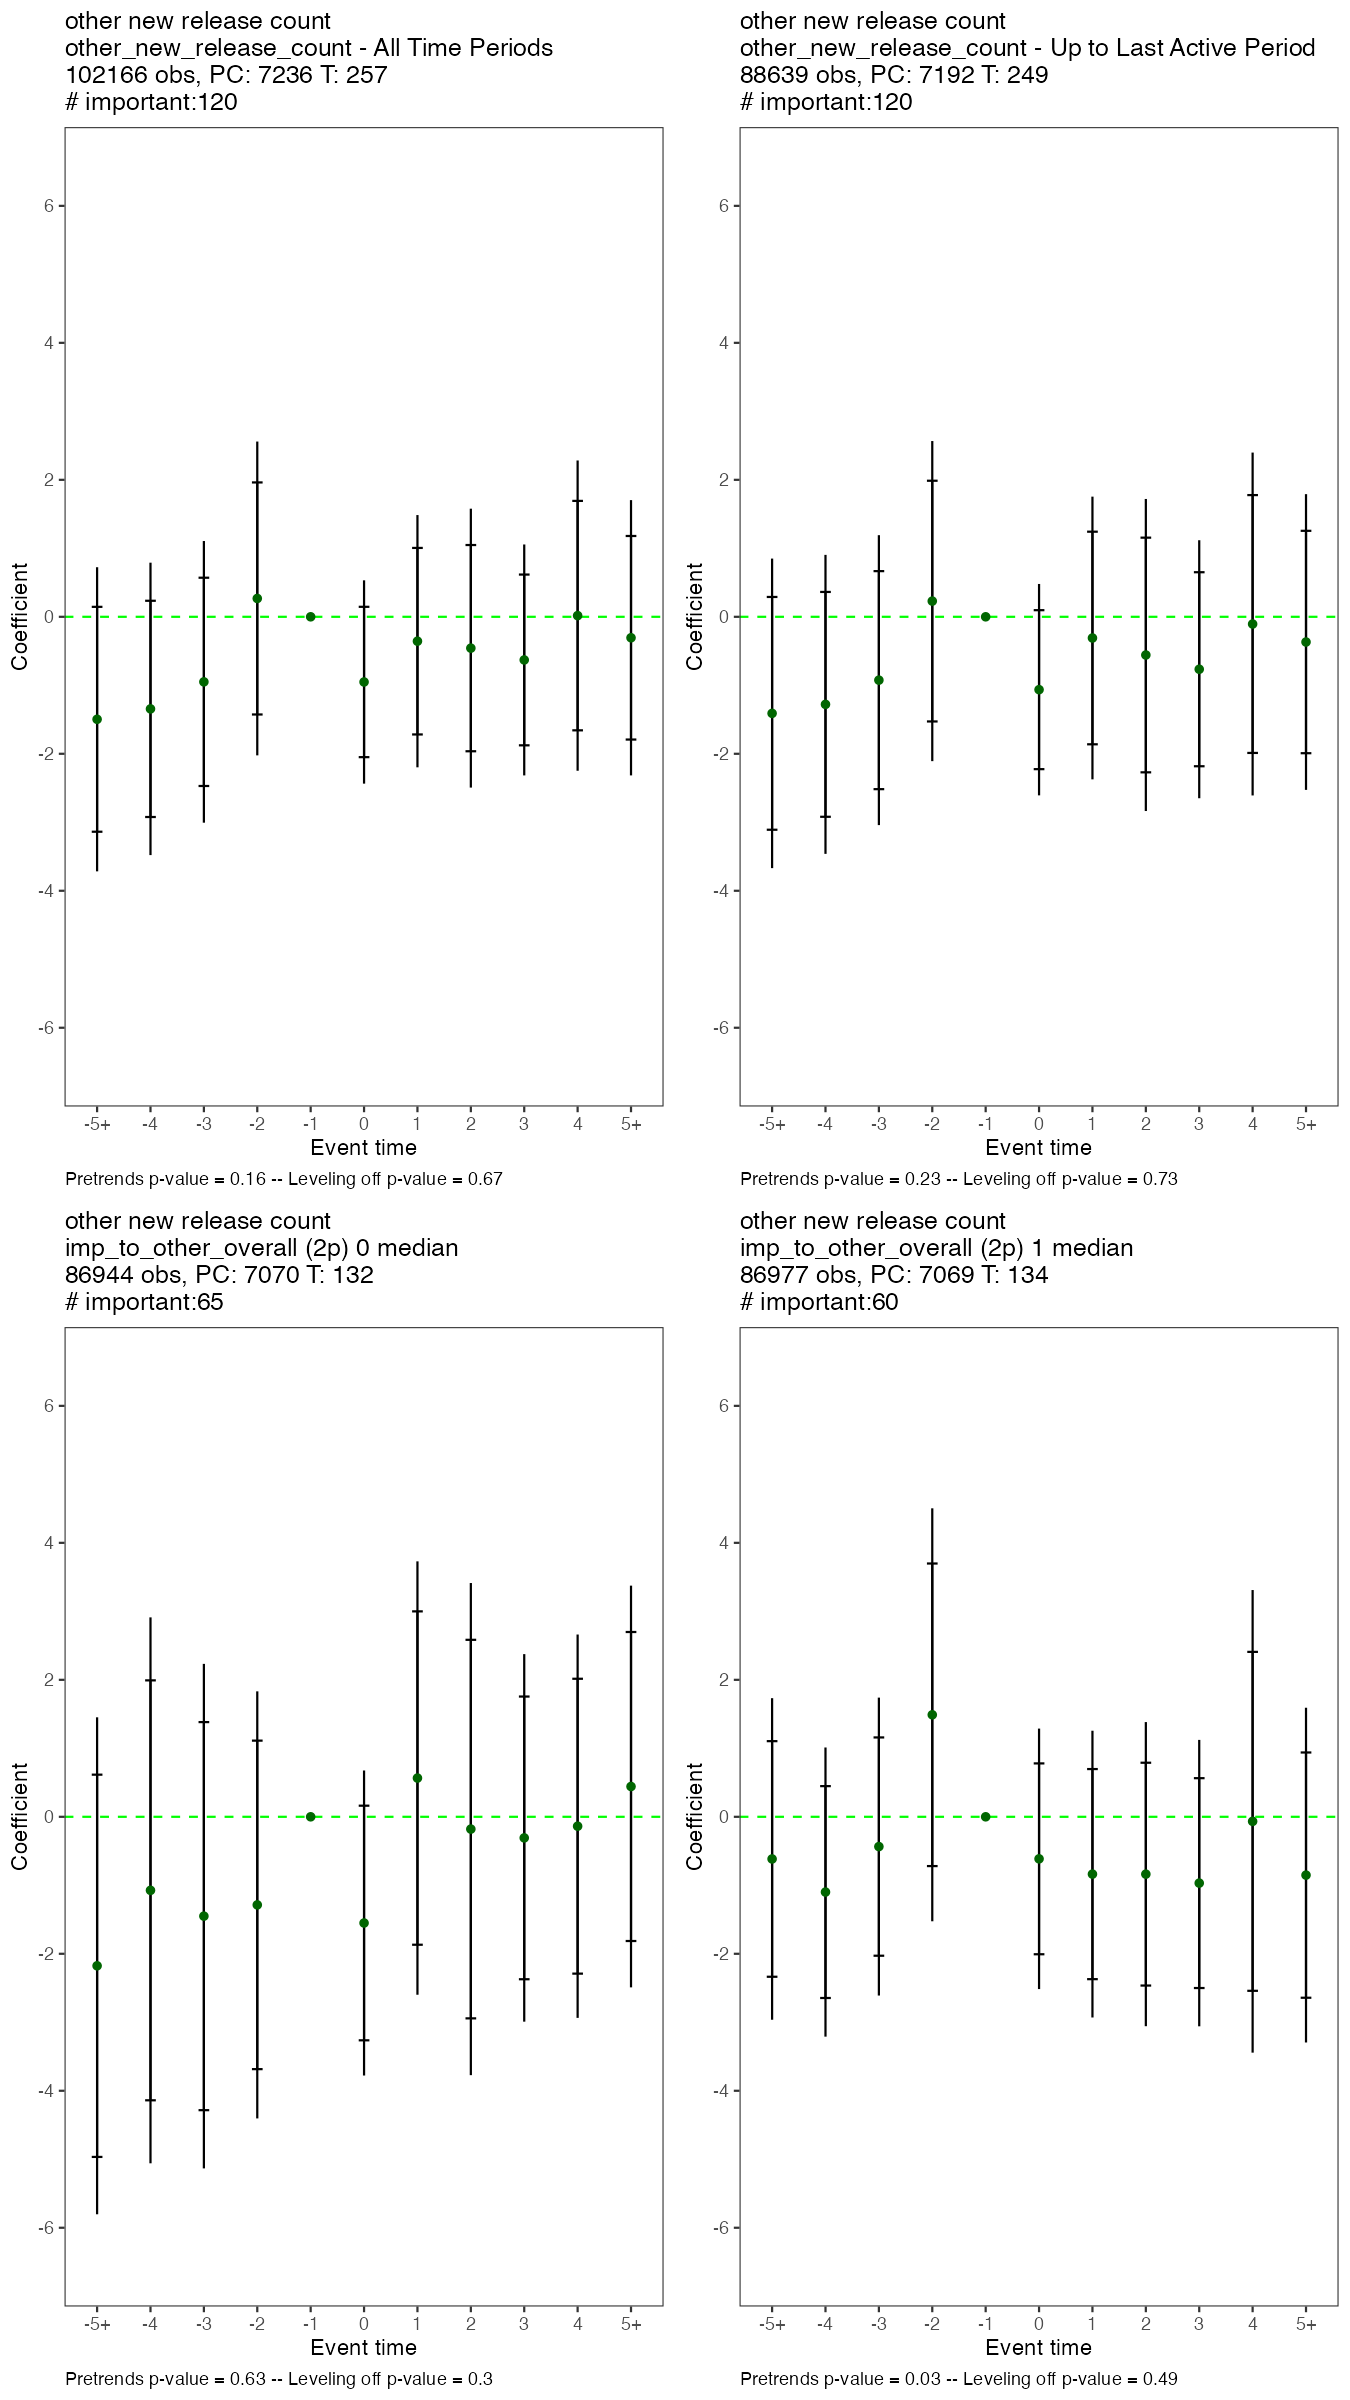 other new release count
other_new_release_count - All Time Periods
102166 obs, PC: 7236 T: 257
# important:120
6
4
2
0
-2
-4
-6
Coefficient
-5+ -4 -3 -2 -1 0 1 2 3 4 5+
Event time
Pretrends p-value = 0.16 -- Leveling off p-value = 0.67
other new release count
other_new_release_count - Up to Last Active Period
88639 obs, PC: 7192 T: 249
# important:120
6
4
2
0
-2
-4
-6
Coefficient
-5+ -4 -3 -2 -1 0 1 2 3 4 5+
Event time
Pretrends p-value = 0.23 -- Leveling off p-value = 0.73
other new release count
imp_to_other_overall (2p) 0 median
86944 obs, PC: 7070 T: 132
# important:65
6
4
2
0
-2
-4
-6
Coefficient
-5+ -4 -3 -2 -1 0 1 2 3 4 5+
Event time
Pretrends p-value = 0.63 -- Leveling off p-value = 0.3
other new release count
imp_to_other_overall (2p) 1 median
86977 obs, PC: 7069 T: 134
# important:60
6
4
2
0
-2
-4
-6
Coefficient
-5+ -4 -3 -2 -1 0 1 2 3 4 5+
Event time
Pretrends p-value = 0.03 -- Leveling off p-value = 0.49